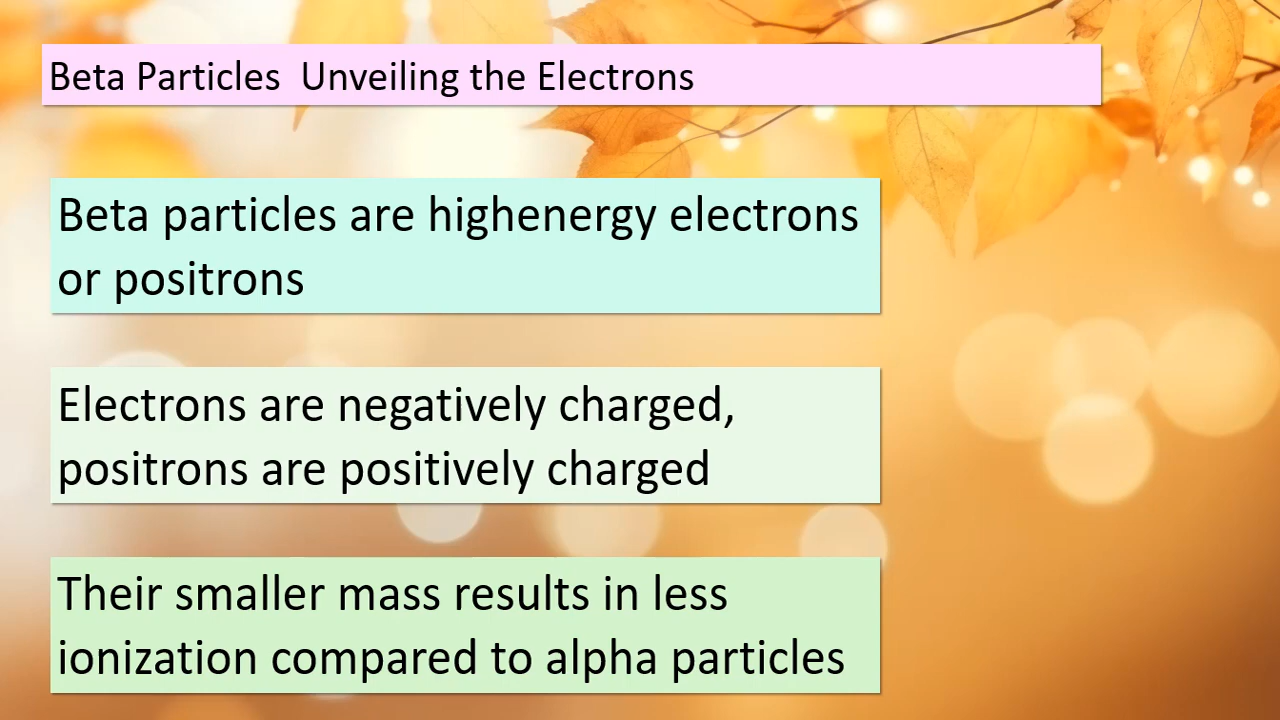 Beta Particles  Unveiling the Electrons
Beta particles are highenergy electrons
or positrons
Electrons are negatively charged,
positrons are positively charged
Their smaller mass results in less
ionization compared to alpha particles